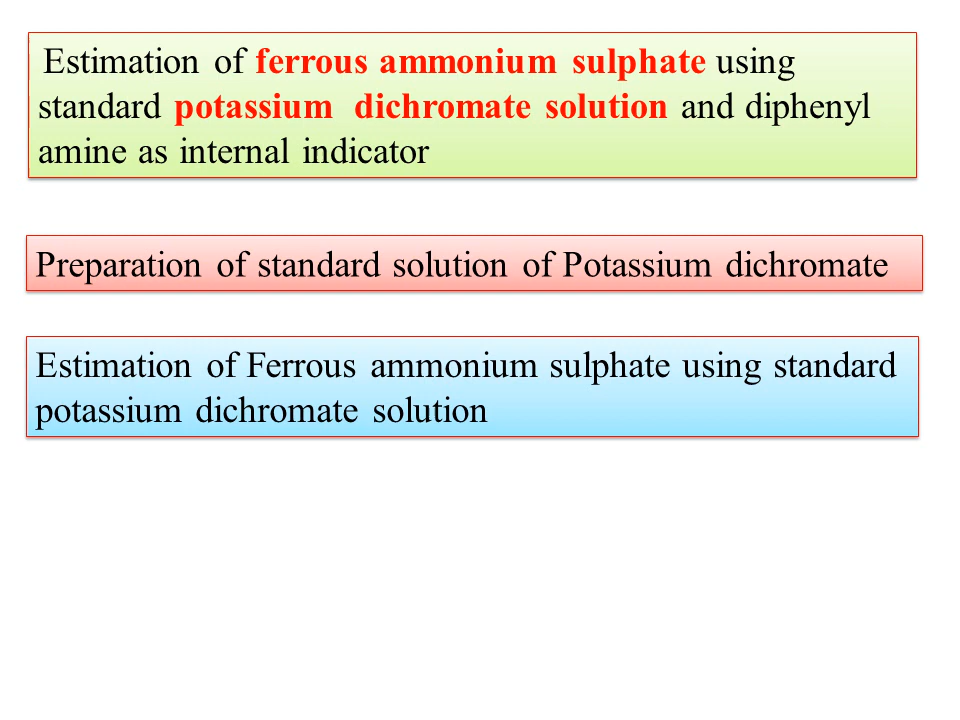 Estimation of ferrous ammonium sulphate using
standard potassium dichromate solution and diphenyl
amine as internal indicator
Preparation of standard solution of Potassium dichromate
Estimation of Ferrous ammonium sulphate using standard
potassium dichromate solution